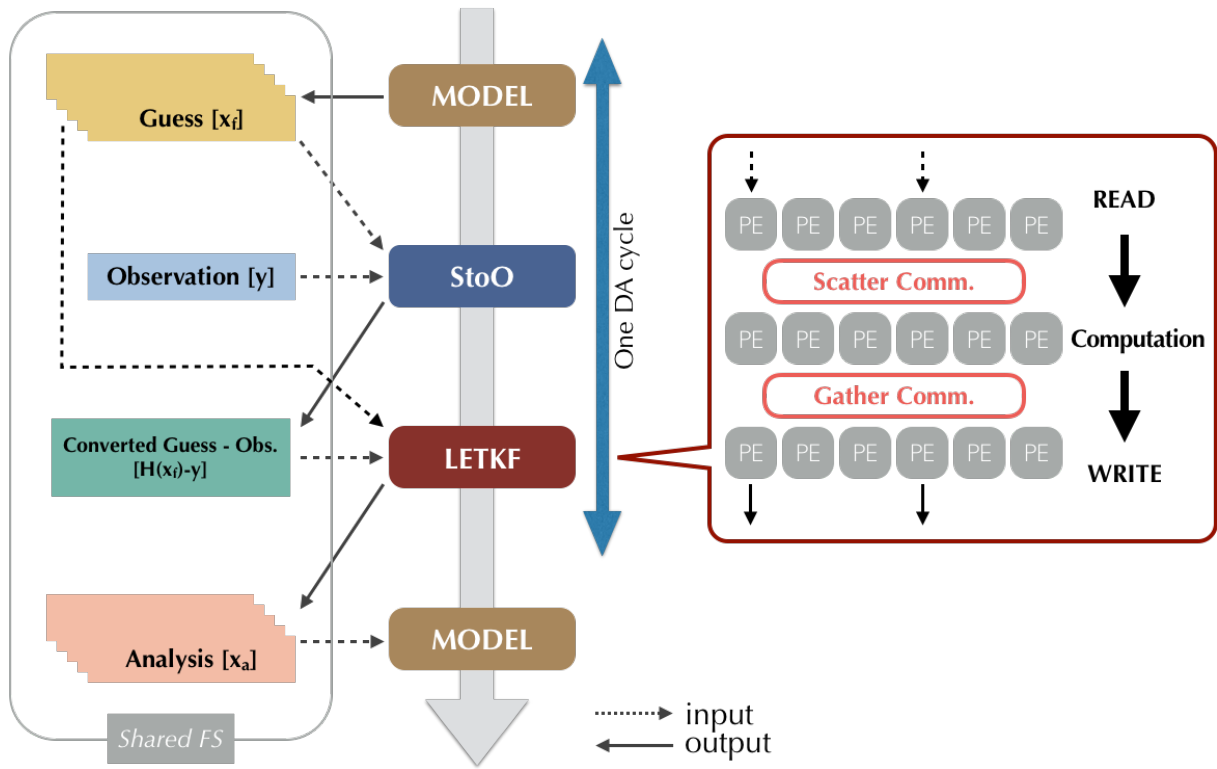 MODEL
Guess [xf]
Observation [y]
StoO
One DA cycle
Converted Guess - Obs.
[H(xf)-y]
LETKF
Analysis [xa]
MODEL
Shared FS
input
output
PE PE PE PE PE PE
READ
Scatter Comm.
PE PE PE PE PE PE
Computation
Gather Comm.
PE PE PE PE PE PE
WRITE